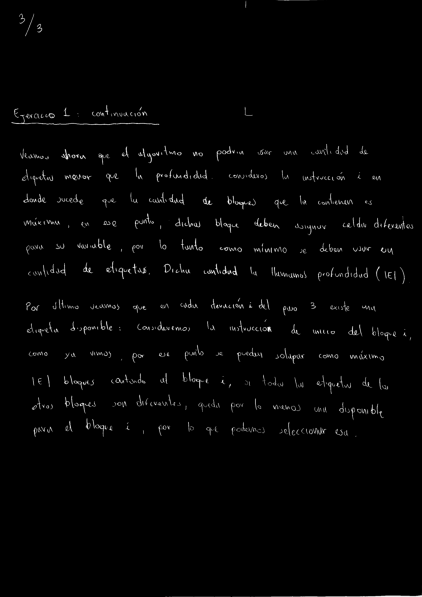 3/3
Ejercicio 1 : continuación L
Veamos ahora que el algoritmo no podria usar una cantidad de
etiquetas menor que la profundidad. consideros la instrucción i en
donde sucede que la cantidad de bloques que la contienen es
máxima, en ese punto, dichos bloque deben asignar celdas diferentes
para su variable, por lo tanto como mínimo se deben usar esa
cantidad de etiquetas. Dicha cantidad la llamamos profundidad (|E|)
Por último veamos que en cada iteración i del paso 3 existe una
etiqueta disponible: Consideremos la instrucción de inicio del bloque i,
como ya vimos, por ese punto se pueden solapar como máximo
|E| bloques contando al bloque i, si todas las etiquetas de los
otros bloques son diferentes, queda por lo menos una disponible
para el bloque i, por lo que podemos seleccionar esa.